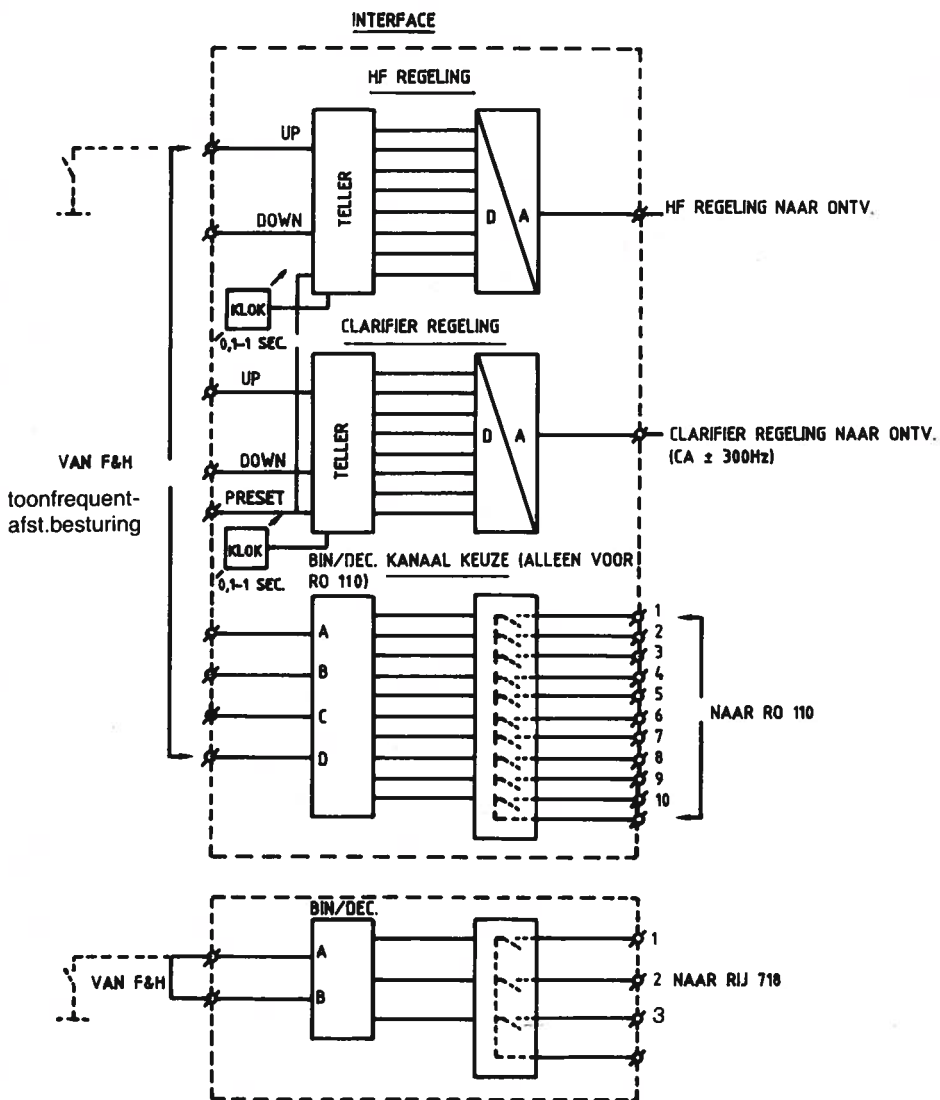 INTERFACE
HF REGELING
UP
TELLER
D A
DOWN
HF REGELING NAAR ONTV.
KLOK
0,1-1 SEC.
CLARIFIER REGELING
UP
TELLER
D A
CLARIFIER REGELING NAAR ONTV.
(CA ± 300Hz)
DOWN
VAN F&H
toonfrequent-
afst.besturing
PRESET
KLOK
0,1-1 SEC.
BIN/DEC. KANAAL KEUZE (ALLEEN VOOR
RO 110)
A
B
C
D
1
2
3
4
5
6
7
8
9
10
NAAR RO 110
BIN/DEC.
A
B
VAN F&H
1
2 NAAR RIJ 718
3